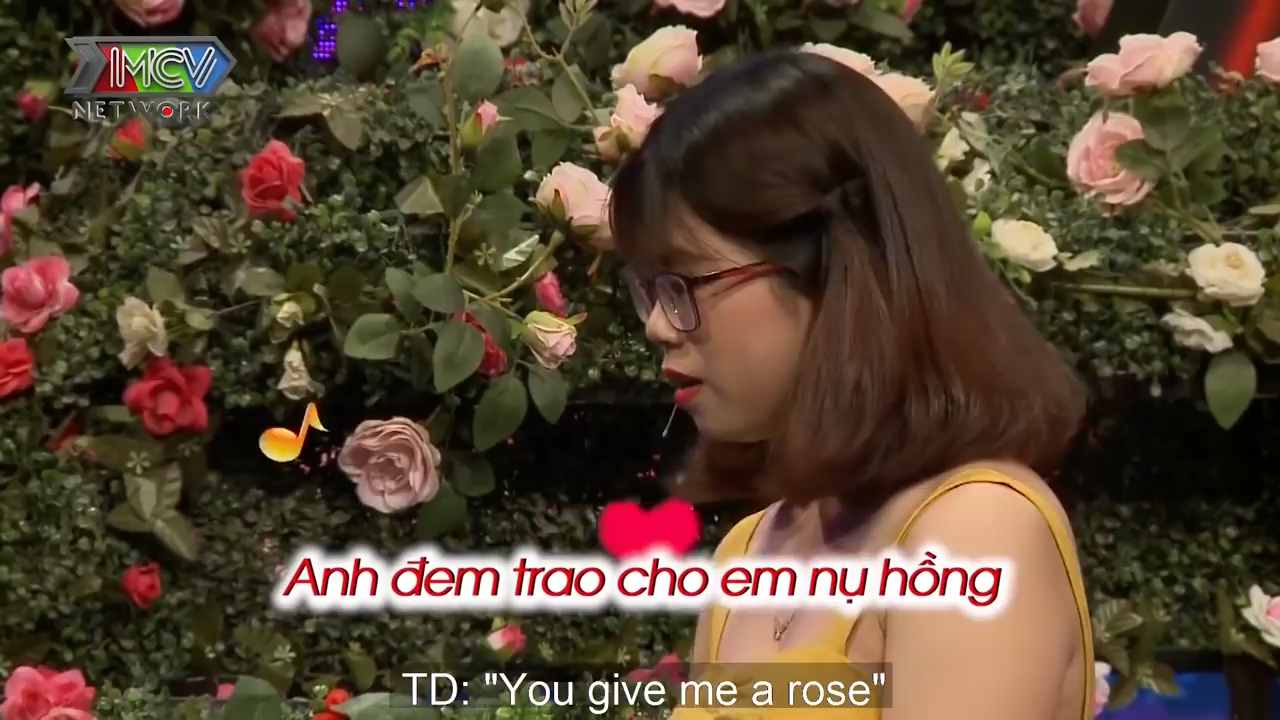 MCV
NETWORK
Anh đem trao cho em nụ hồng
TD: "You give me a rose"